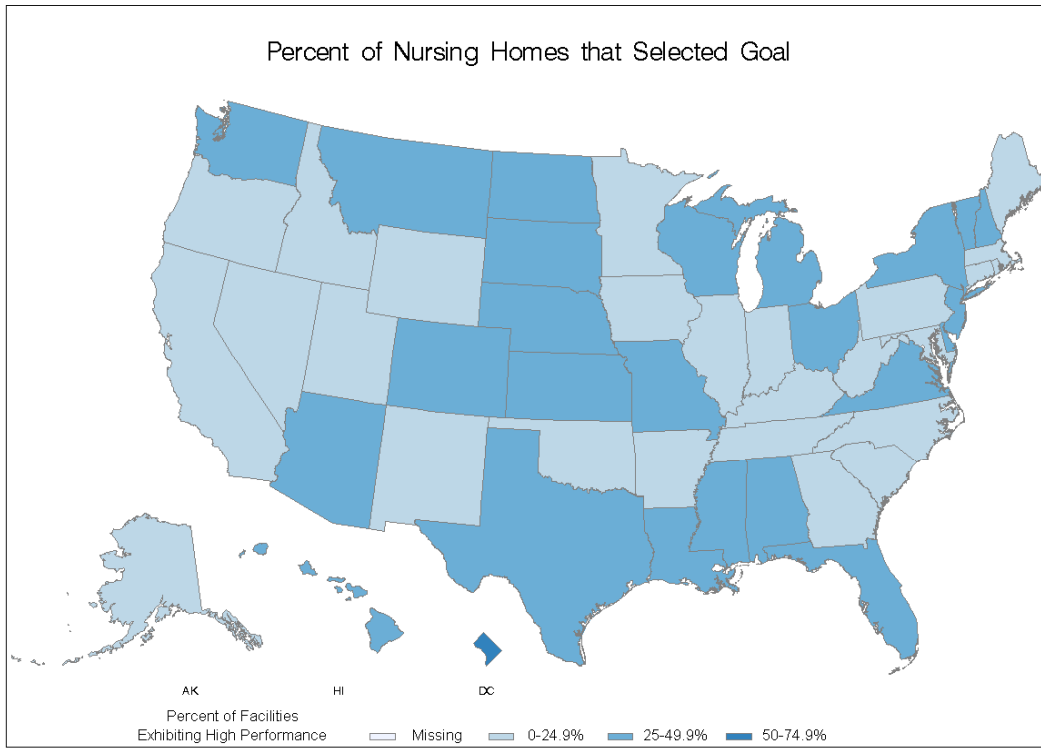 Percent of Nursing Homes that Selected Goal
AK HI DC
Percent of Facilities
Exhibiting High Performance Missing 0-24.9% 25-49.9% 50-74.9%